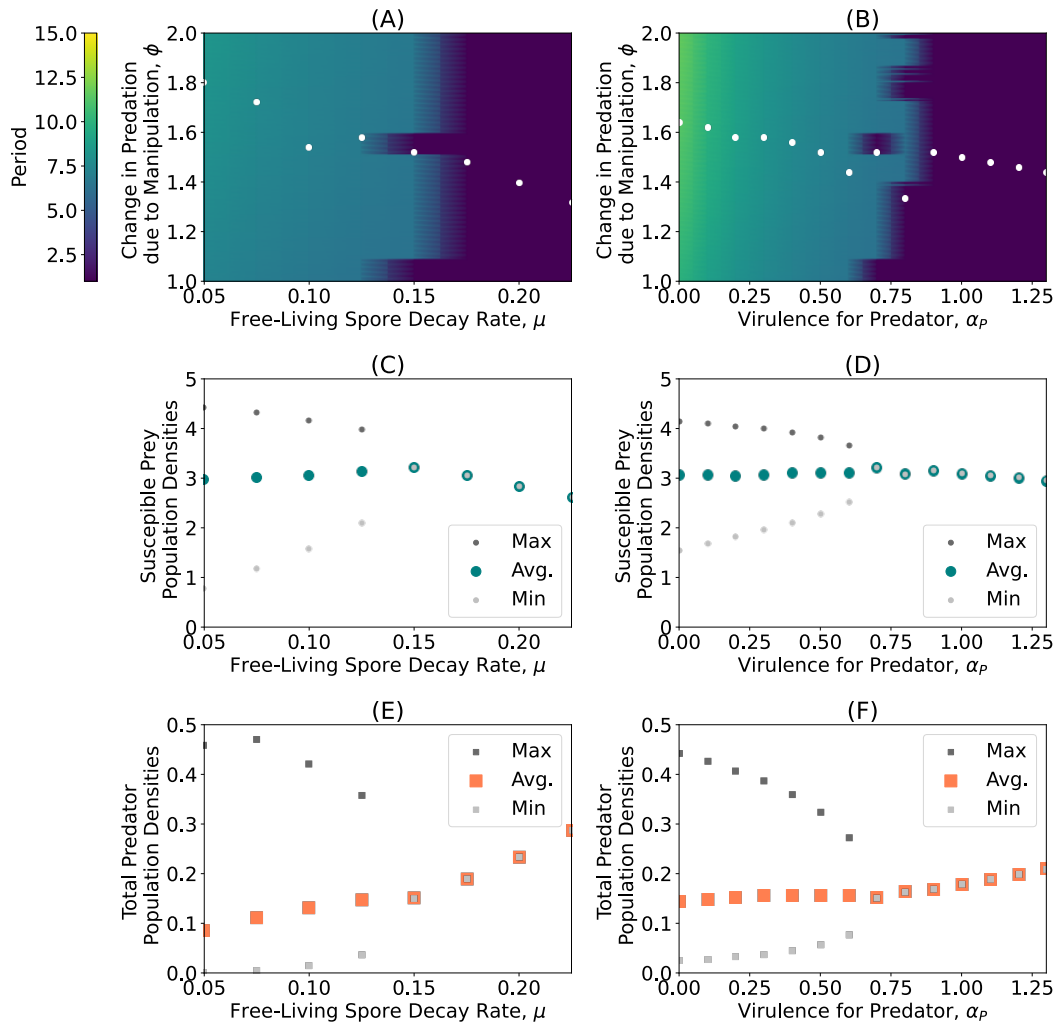 (A)
(B)
15.0
12.5
10.0
7.5
5.0
2.5
Period
Change in Predation
due to Manipulation, ϕ
2.0
1.8
1.6
1.4
1.2
1.0
0.05
0.10
0.15
0.20
Free-Living Spore Decay Rate, μ
Change in Predation
due to Manipulation, ϕ
2.0
1.8
1.6
1.4
1.2
1.0
0.00
0.25
0.50
0.75
1.00
1.25
Virulence for Predator, αP
(C)
Suscepible Prey
Population Densities
5
4
3
2
1
0
Max
Avg.
Min
0.05
0.10
0.15
0.20
Free-Living Spore Decay Rate, μ
(D)
Suscepible Prey
Population Densities
5
4
3
2
1
0
Max
Avg.
Min
0.00
0.25
0.50
0.75
1.00
1.25
Virulence for Predator, αP
(E)
Total Predator
Population Densities
0.5
0.4
0.3
0.2
0.1
0.0
Max
Avg.
Min
0.05
0.10
0.15
0.20
Free-Living Spore Decay Rate, μ
(F)
Total Predator
Population Densities
0.5
0.4
0.3
0.2
0.1
0.0
Max
Avg.
Min
0.00
0.25
0.50
0.75
1.00
1.25
Virulence for Predator, αP